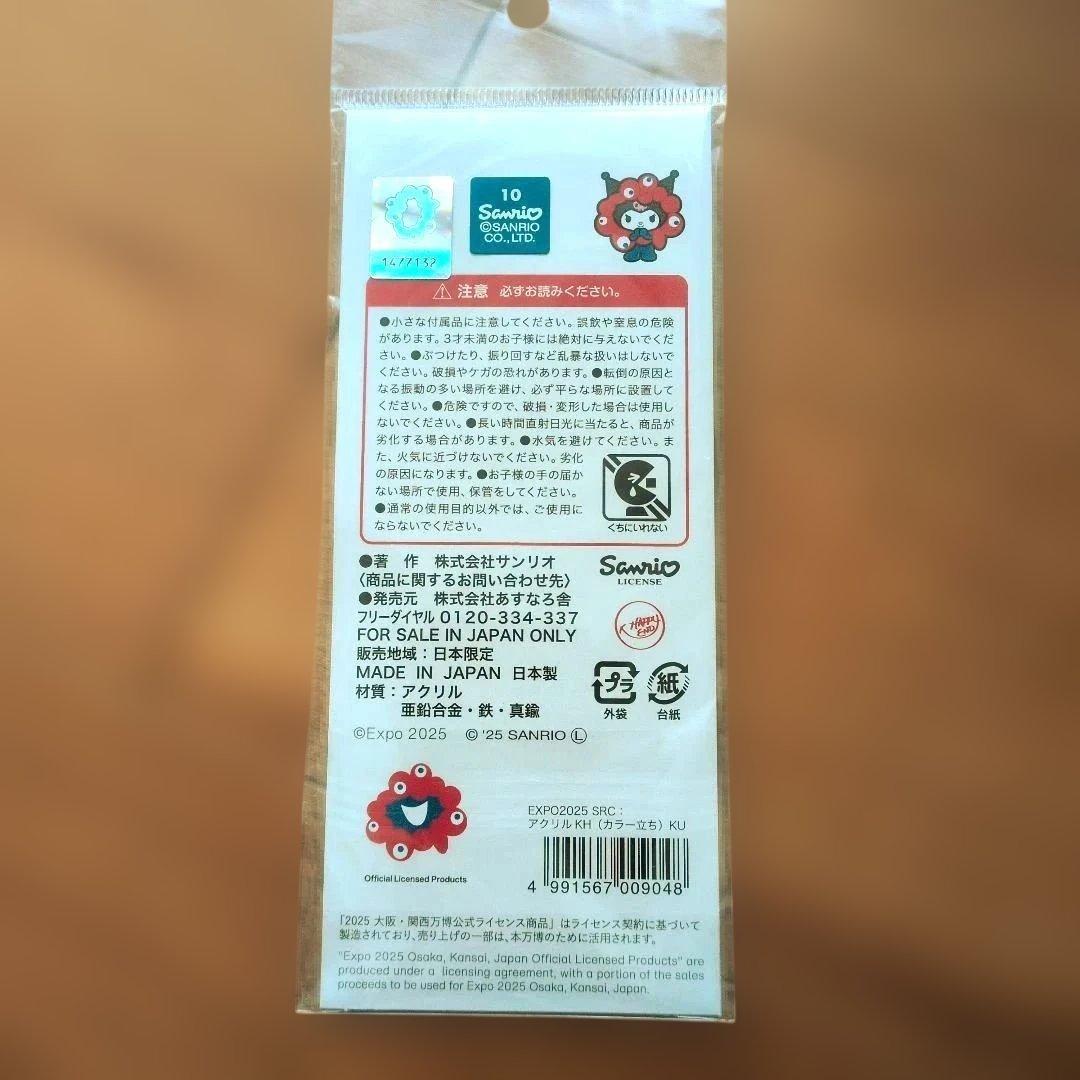 1477132
10
Sanrio
©SANRIO
CO., LTD.
注意 必ずお読みください。
●小さな付属品に注意してください。誤飲や窒息の危険
があります。3才未満のお子様には絶対に与えないでくだ
さい。●ぶつけたり、振り回すなど乱暴な扱いはしないで
ください。破損やケガの恐れがあります。●転倒の原因と
なる振動の多い場所を避け、必ず平らな場所に設置して
ください。●危険ですので、破損・変形した場合は使用し
ないでください。●長い時間直射日光に当たると、商品が
劣化する場合があります。●水気を避けてください。ま
た、火気に近づけないでください。劣化
の原因になります。●お子様の手の届か
ない場所で使用、保管をしてください。
●通常の使用目的以外では、ご使用に
ならないでください。
くちにいれない
●著 作 株式会社サンリオ
〈商品に関するお問い合わせ先〉
●発売元 株式会社あすなろ舎
フリーダイヤル 0120-334-337
FOR SALE IN JAPAN ONLY
販売地域：日本限定
MADE IN JAPAN 日本製
材質：アクリル
亜鉛合金・鉄・真鍮
©Expo 2025 © '25 SANRIO Ⓛ
Sanrio
LICENSE
K HAPPY
END
プラ
外袋
紙
台紙
Official Licensed Products
EXPO2025 SRC：
アクリルKH（カラー立ち）KU
4 991567 009048
「2025 大阪・関西万博公式ライセンス商品」はライセンス契約に基づいて
製造されており、売り上げの一部は、本万博のために活用されます。
"Expo 2025 Osaka, Kansai, Japan Official Licensed Products" are
produced under a licensing agreement, with a portion of the sales
proceeds to be used for Expo 2025 Osaka, Kansai, Japan.